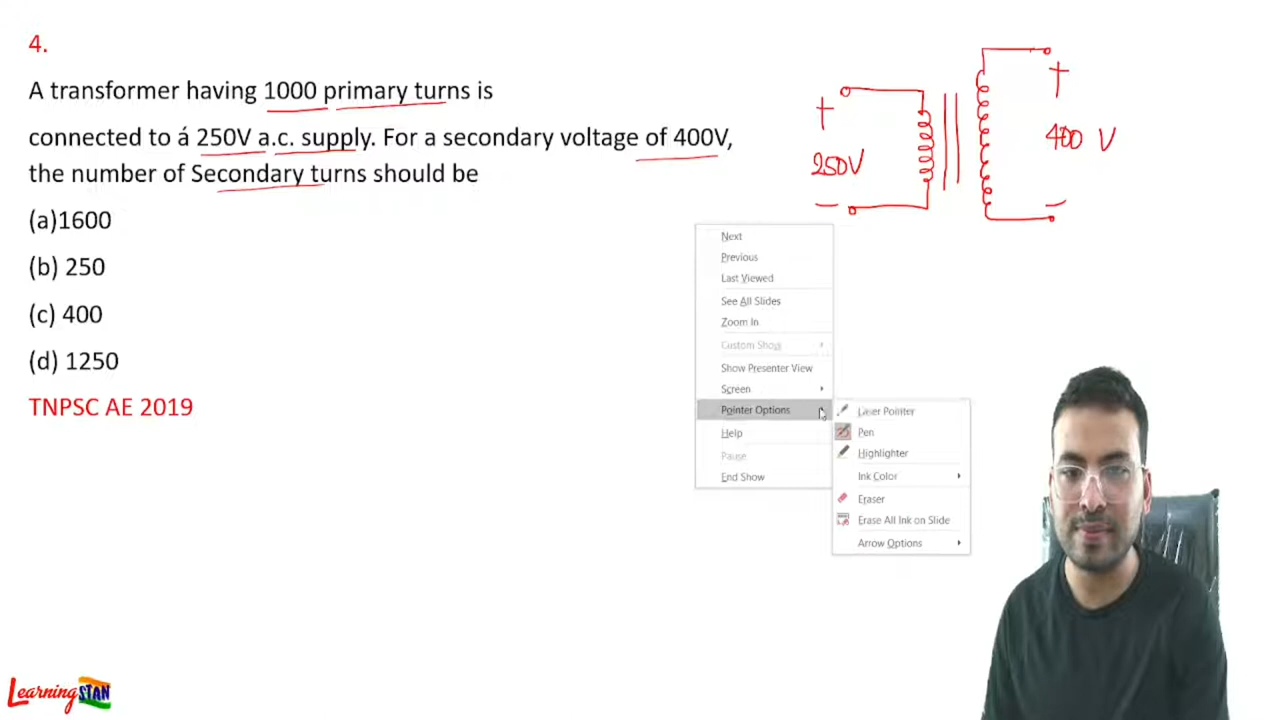 4.
A transformer having 1000 primary turns is
connected to á 250V a.c. supply. For a secondary voltage of 400V,
the number of Secondary turns should be
(a)1600
(b) 250
(c) 400
(d) 1250
TNPSC AE 2019
+
250V
−
+
400 V
−
Next
Previous
Last Viewed
See All Slides
Zoom In
Custom Show
Show Presenter View
Screen
Pointer Options
Help
Pause
End Show
Laser Pointer
Pen
Highlighter
Ink Color
Eraser
Erase All Ink on Slide
Arrow Options
LearningSTAN